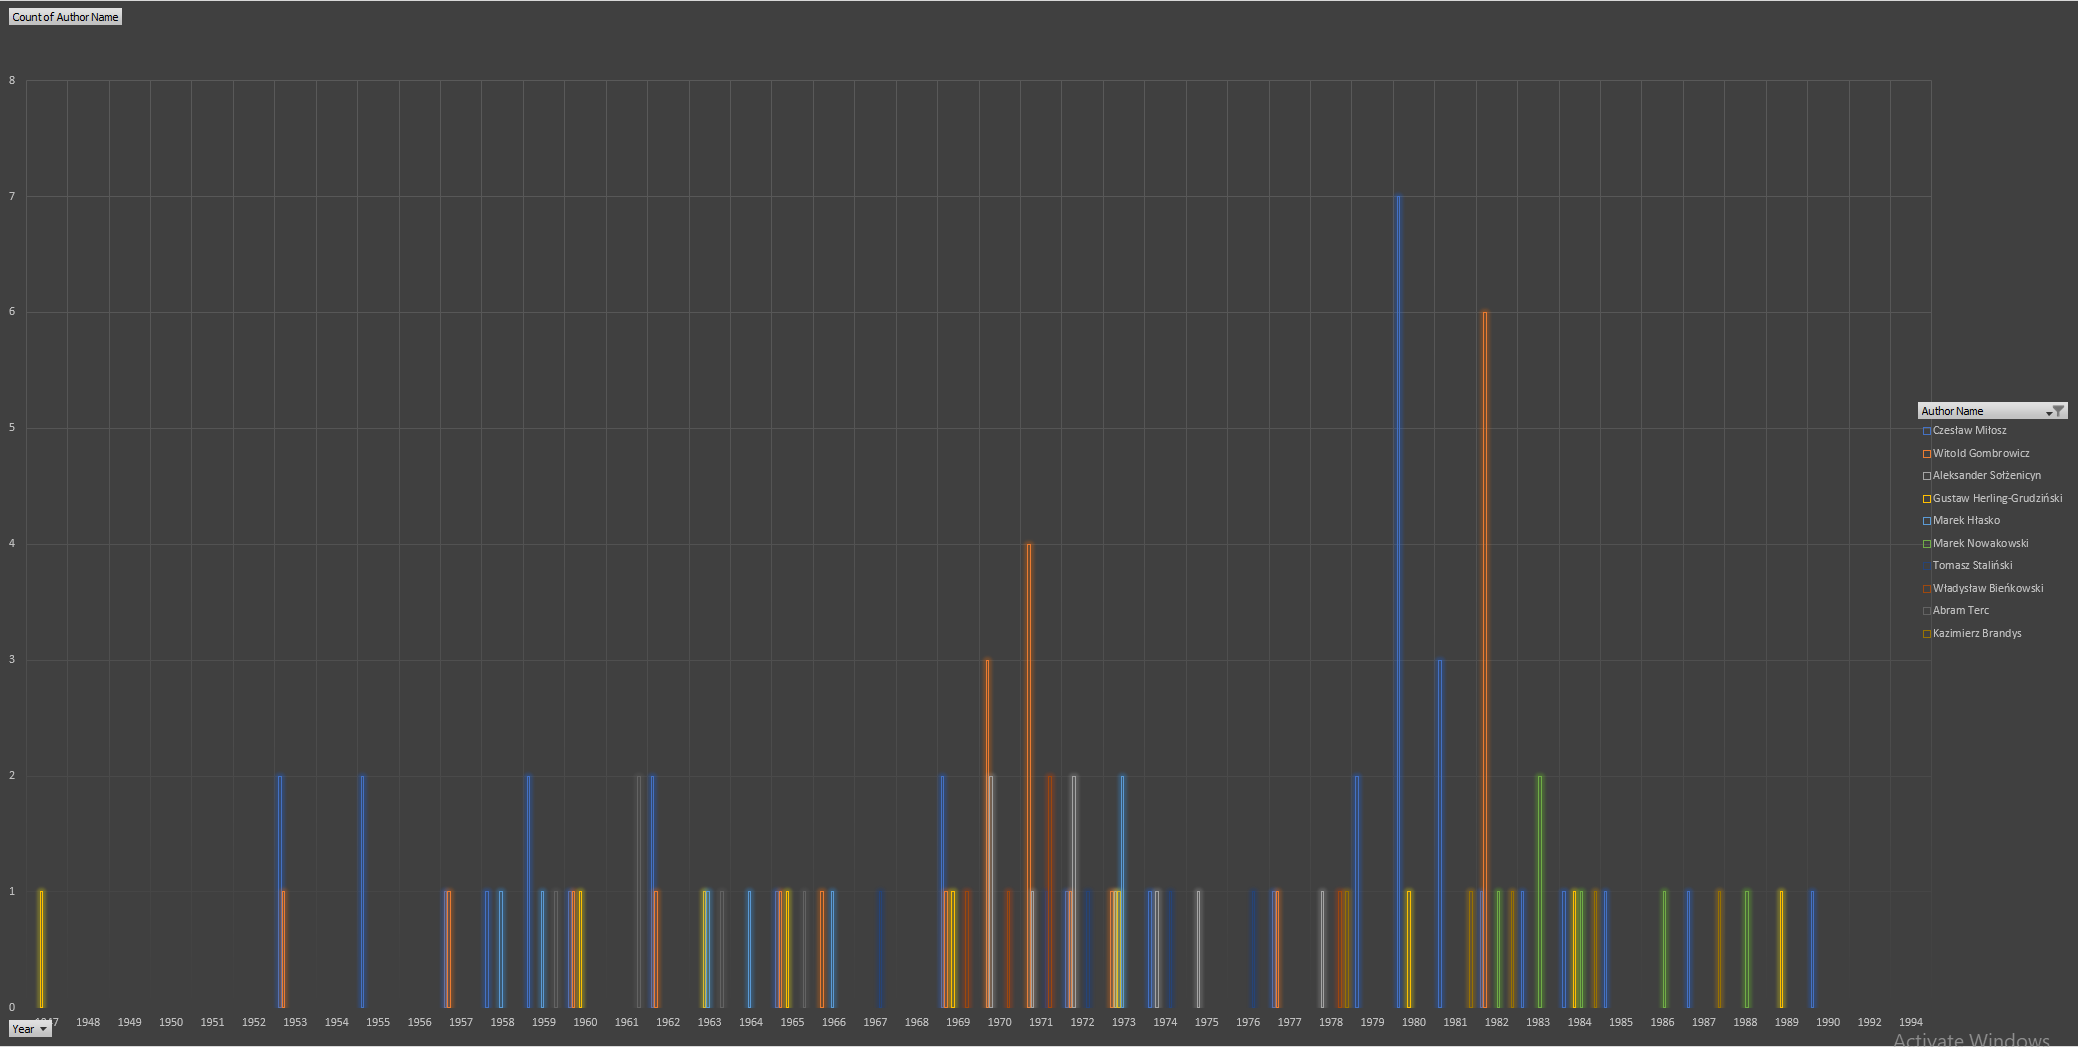 Count of Author Name
8
7
6
5
4
3
2
1
0
Author Name
Czesław Miłosz
Witold Gombrowicz
Aleksander Sołżenicyn
Gustaw Herling-Grudziński
Marek Hłasko
Marek Nowakowski
Tomasz Staliński
Władysław Bieńkowski
Abram Terc
Kazimierz Brandys
1948 1949 1950 1951 1952 1953 1954 1955 1956 1957 1958 1959 1960 1961 1962 1963 1964 1965 1966 1967 1968 1969 1970 1971 1972 1973 1974 1975 1976 1977 1978 1979 1980 1981 1982 1983 1984 1985 1986 1987 1988 1989 1990 1992 1994
Year
Activate Windows